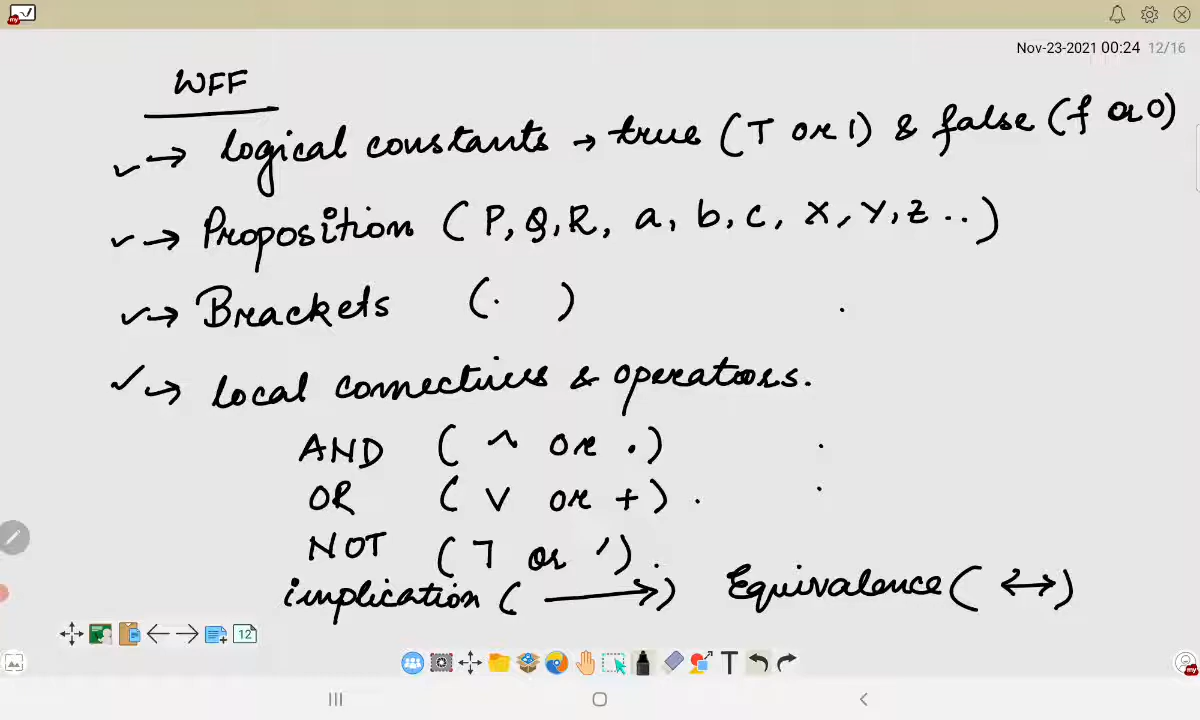 Nov-23-2021 00:24 12/16
WFF
✓→ logical constants → true (T or 1) & false (f or 0)
✓→ Proposition (P, Q, R, a, b, c, X, Y, Z ..)
✓→ Brackets (. )
✓→ local connectives & operators.
AND (∧ or .)
OR (∨ or +).
NOT (¬ or ′).
implication (→) Equivalence (↔)
12
T